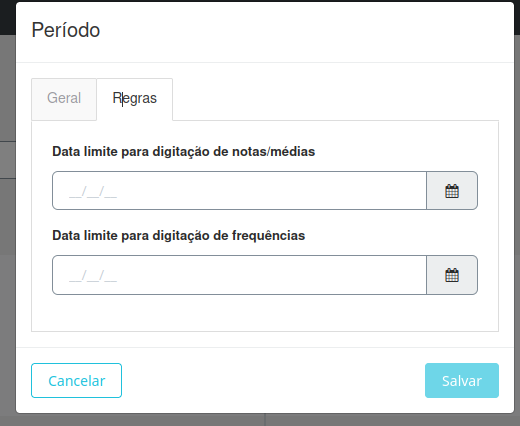 Período
Geral
Regras
Data limite para digitação de notas/médias
__/__/__
Data limite para digitação de frequências
__/__/__
Cancelar
Salvar